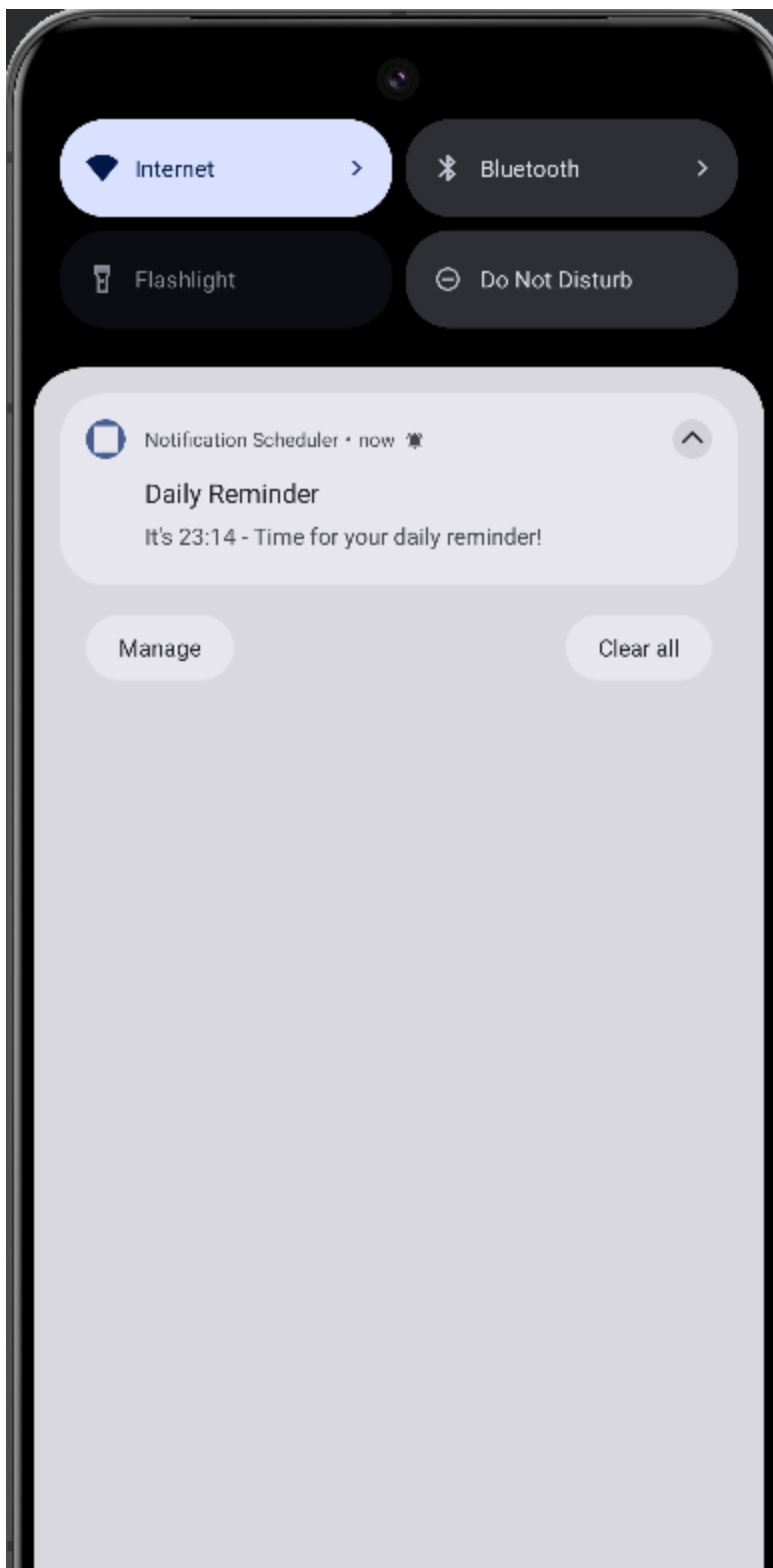 Internet
Bluetooth
Flashlight
Do Not Disturb
Notification Scheduler • now
Daily Reminder
It's 23:14 - Time for your daily reminder!
Manage
Clear all